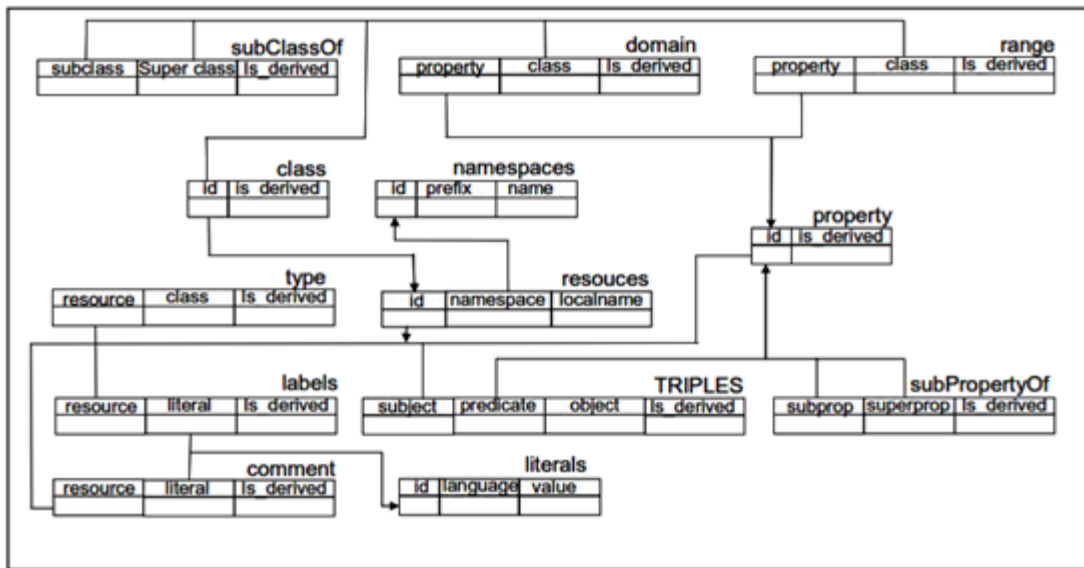 subClassOf domain range
subclass Super class Is_derived property class Is_derived property class Is_derived
class namespaces
id is_derived id prefix name
property
id is_derived
type resouces
resource class Is_derived id namespace localname
labels TRIPLES subPropertyOf
resource literal Is_derived subject predicate object Is_derived subprop superprop Is_derived
comment literals
resource literal Is_derived id language value